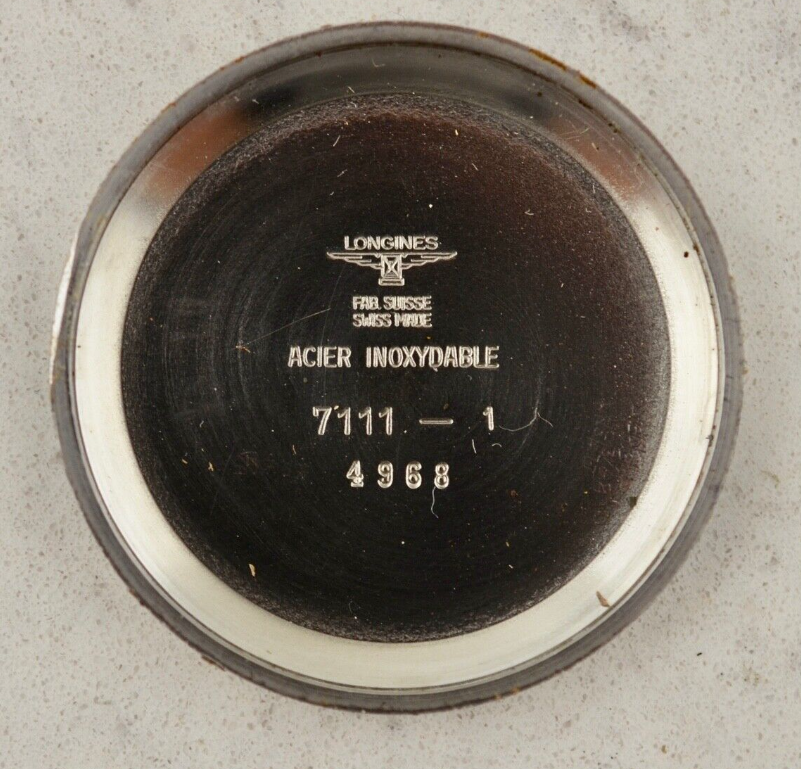 LONGINES
FAB. SUISSE
SWISS MADE
ACIER INOXYDABLE
7111 — 1
4968